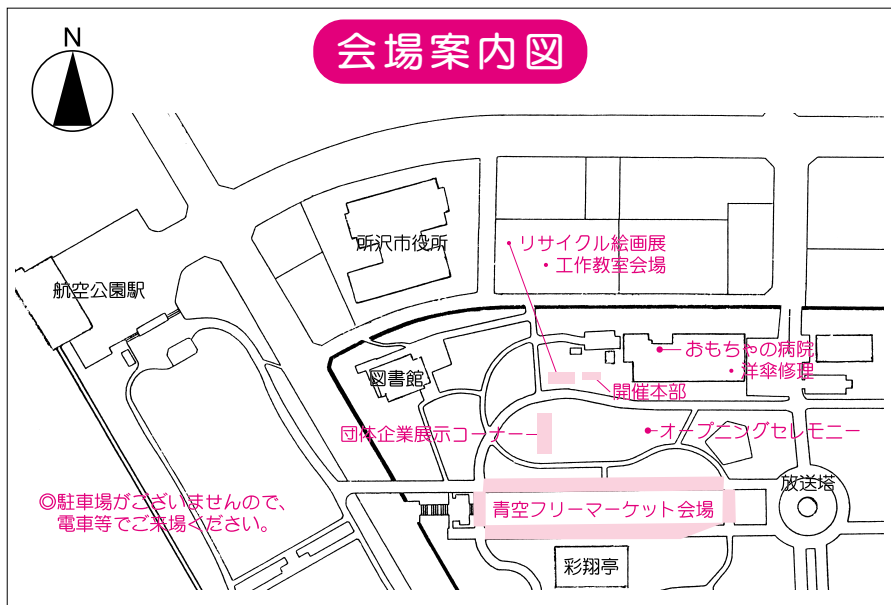 会場案内図
N
所沢市役所
・リサイクル絵画展
・工作教室会場
航空公園駅
おもちゃの病院
・洋傘修理
図書館
開催本部
団体企業展示コーナー
オープニングセレモニー
放送塔
◎駐車場がございませんので、
電車等でご来場ください。
青空フリーマーケット会場
彩翔亭